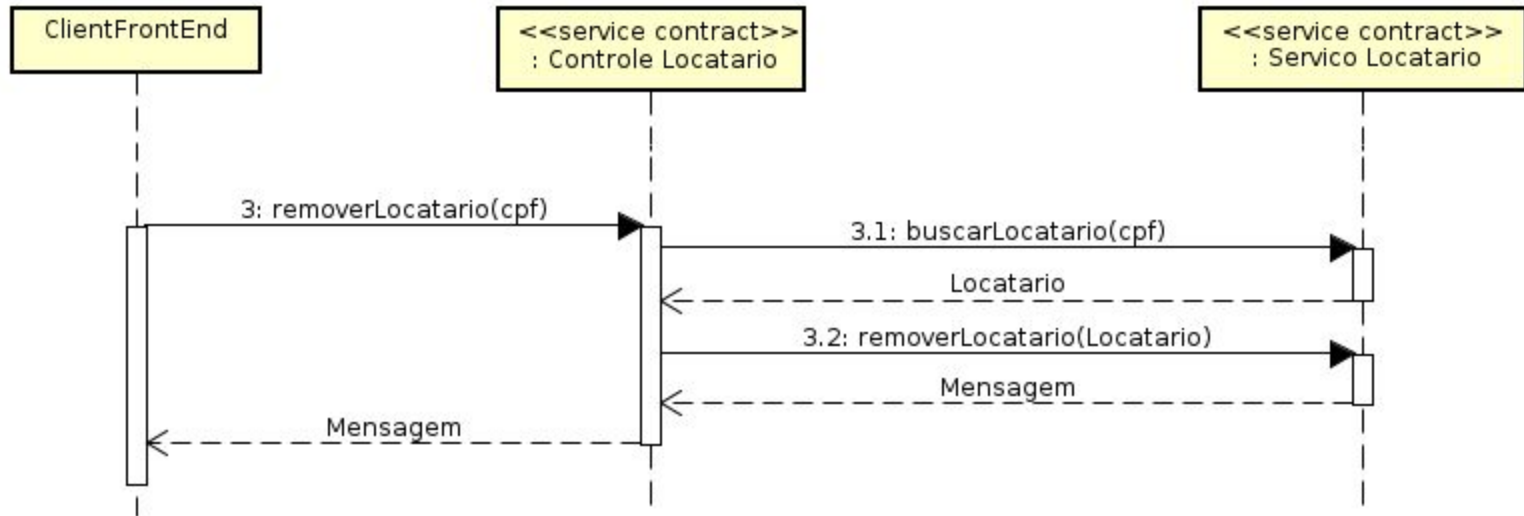 ClientFrontEnd
<<service contract>>
: Controle Locatario
<<service contract>>
: Servico Locatario
3: removerLocatario(cpf)
3.1: buscarLocatario(cpf)
Locatario
3.2: removerLocatario(Locatario)
Mensagem
Mensagem